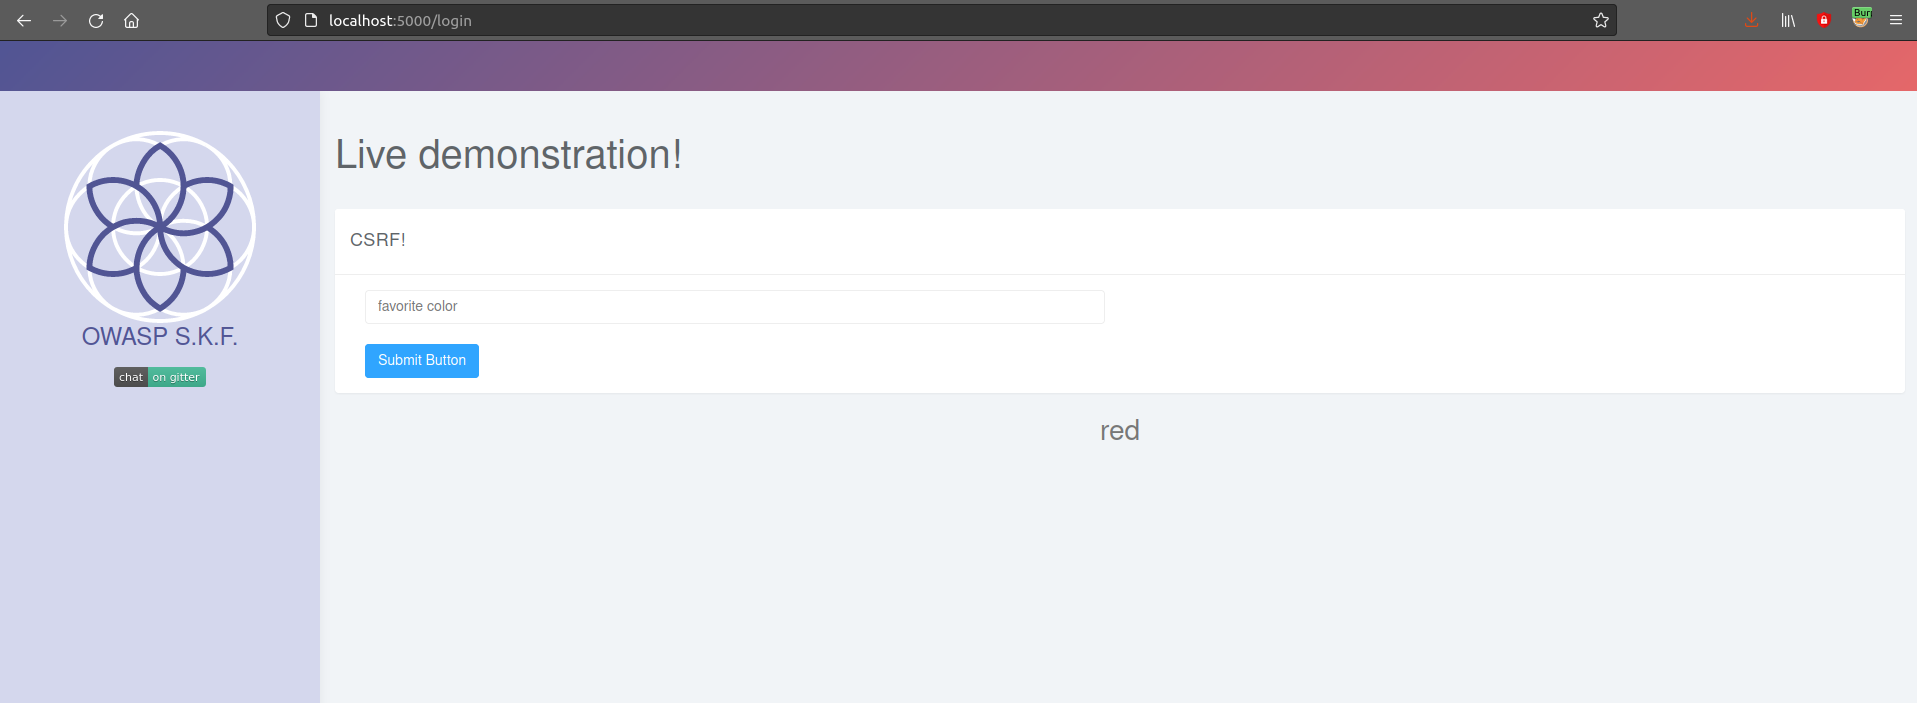 localhost:5000/login
Bur
Live demonstration!
CSRF!
favorite color
Submit Button
red
OWASP S.K.F.
chat on gitter